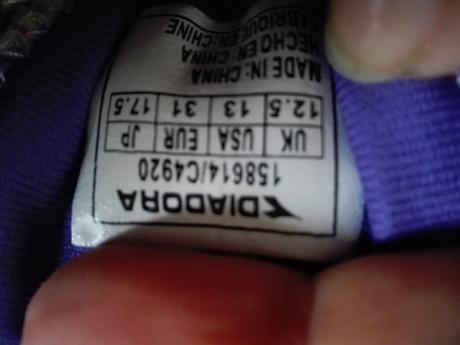 DIADORA
158614/C4920
UK USA EUR JP
12.5 13 31 17.5
MADE IN: CHINA
HECHO EN: CHINA
FABRIQUE EN: CHINE